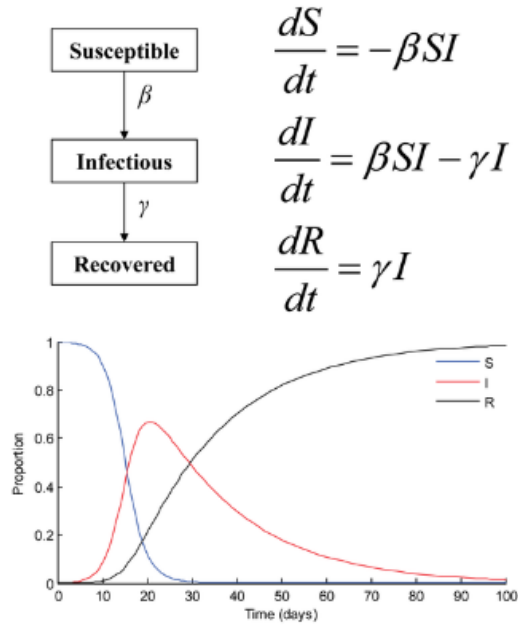 Susceptible
β
Infectious
γ
Recovered
dS/dt = -βSI
dI/dt = βSI - γI
dR/dt = γI
1
0.8
0.6
0.4
0.2
0
Proportion
S
I
R
0 10 20 30 40 50 60 70 80 90 100
Time (days)